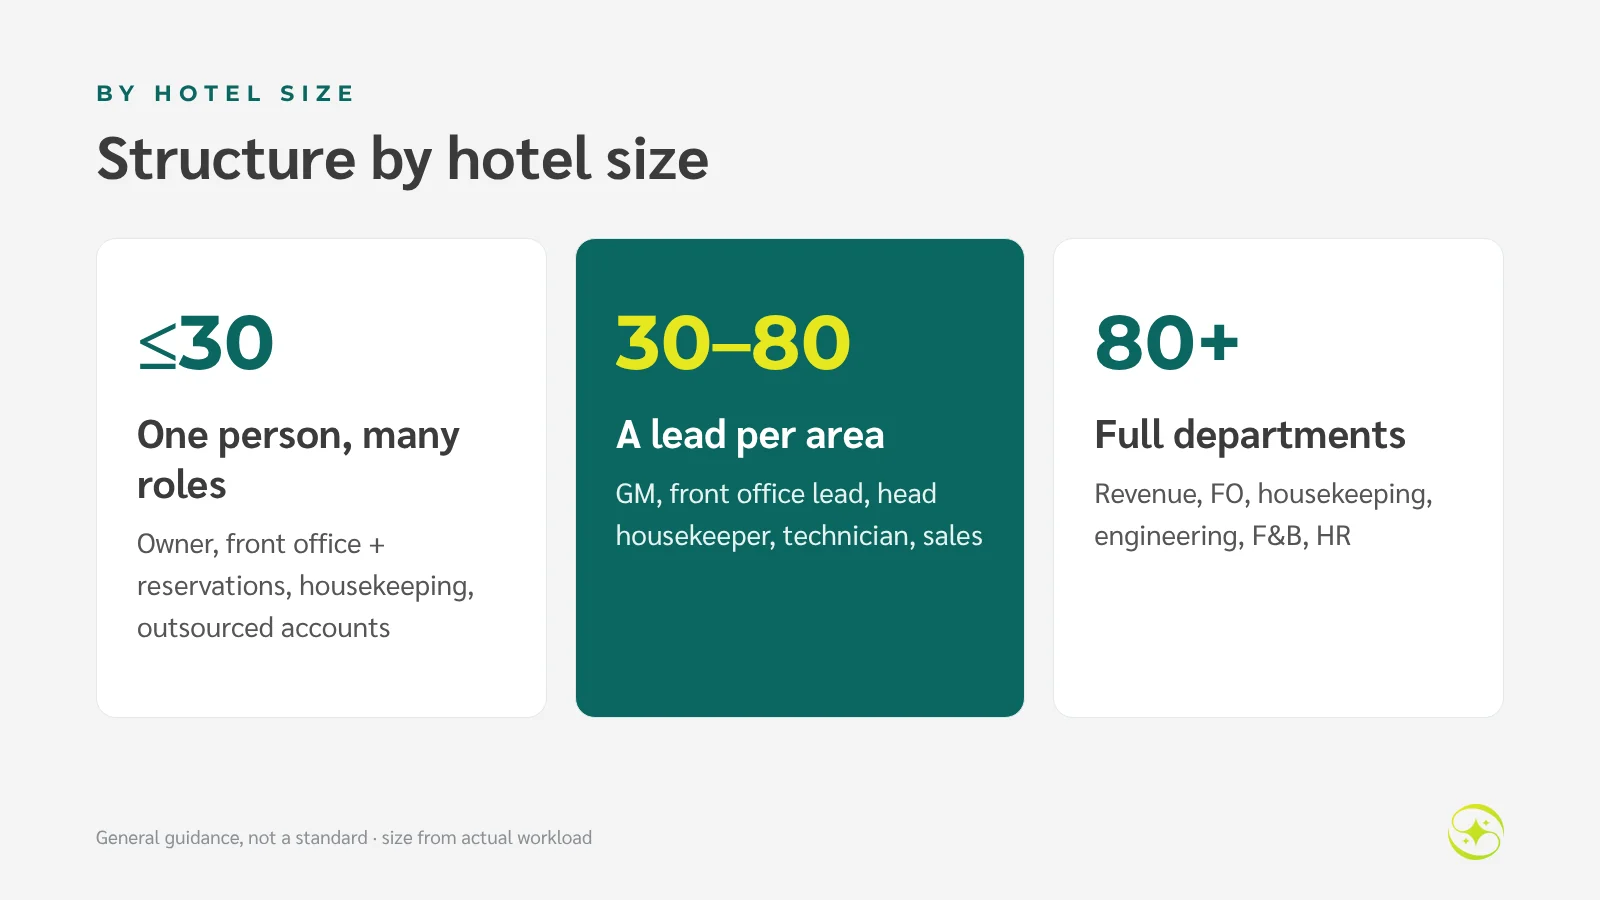 BY HOTEL SIZE
Structure by hotel size
≤30
One person, many
roles
Owner, front office +
reservations, housekeeping,
outsourced accounts
30–80
A lead per area
GM, front office lead, head
housekeeper, technician, sales
80+
Full departments
Revenue, FO, housekeeping,
engineering, F&B, HR
General guidance, not a standard · size from actual workload